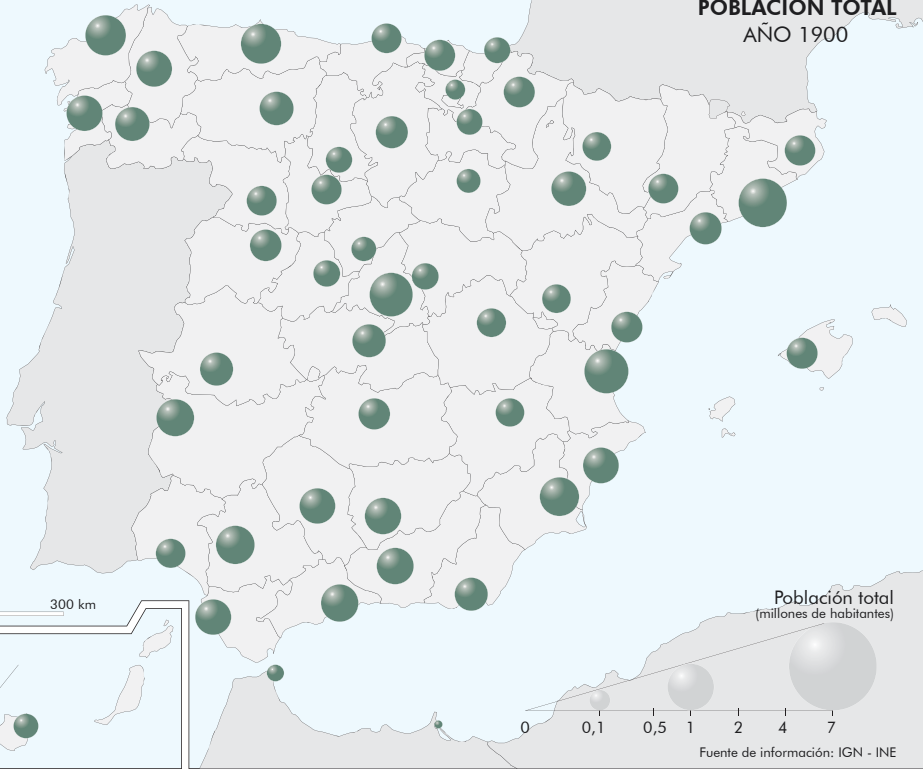 POBLACIÓN TOTAL
AÑO 1900
300 km
Población total
(millones de habitantes)
0 0,1 0,5 1 2 4 7
Fuente de información: IGN - INE